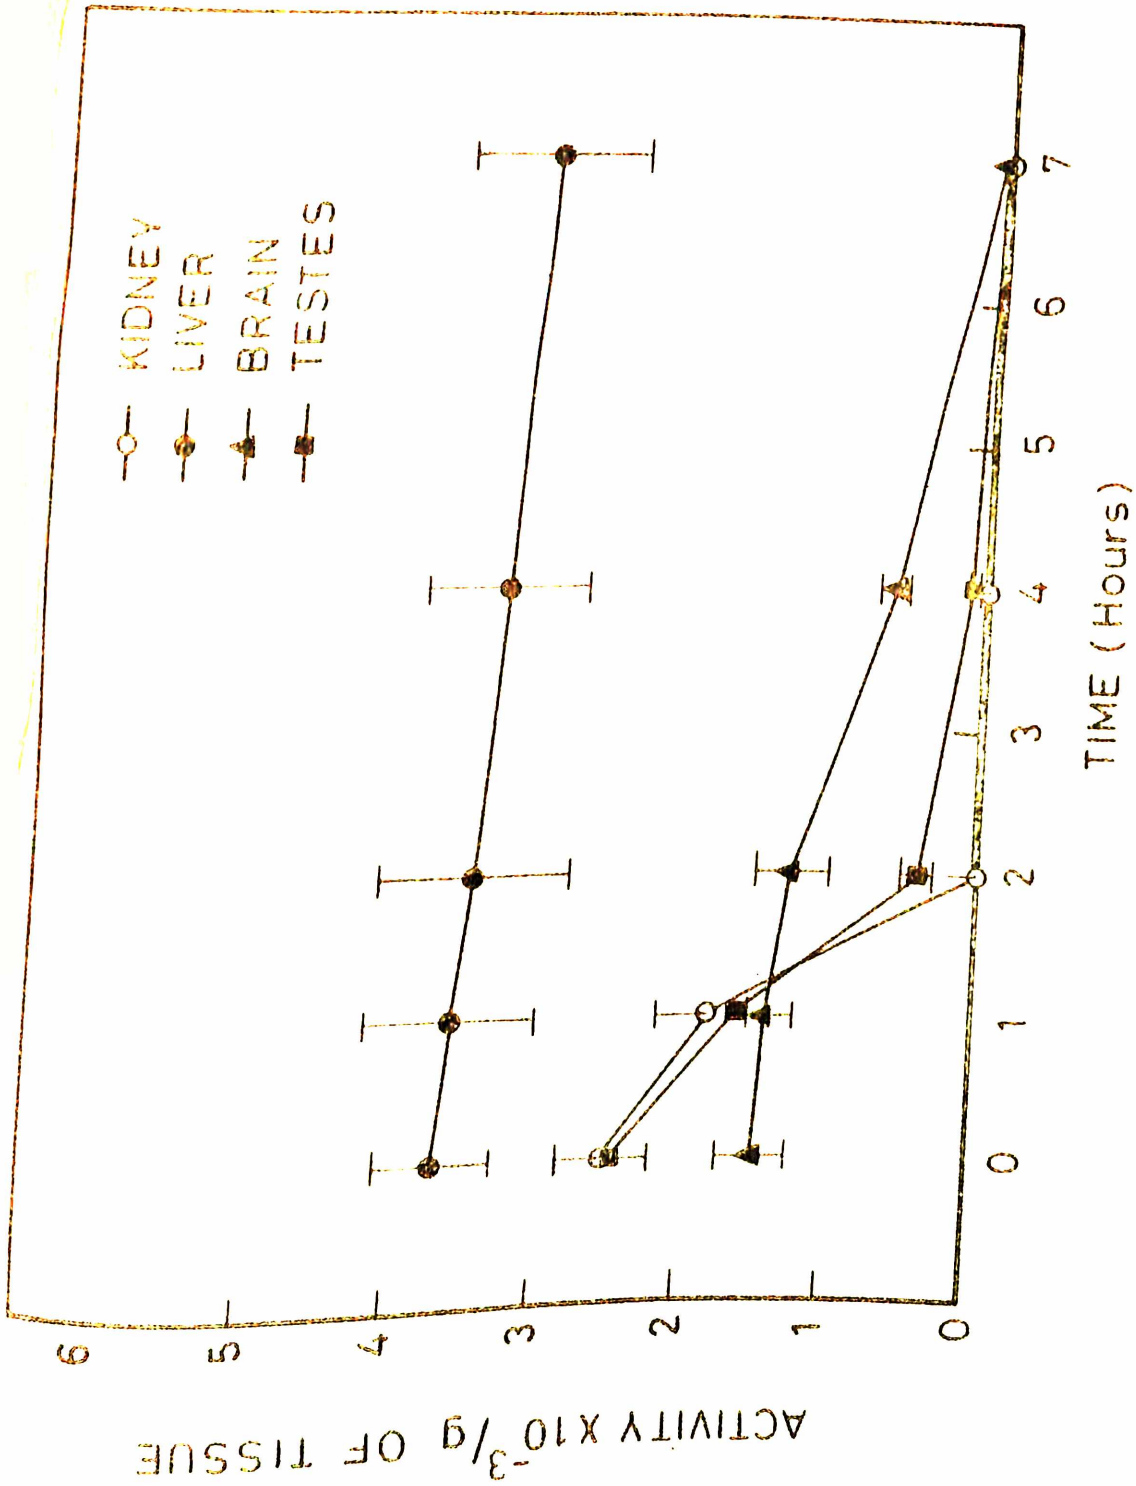 ACTIVITY X10⁻³/g OF TISSUE
6
5
4
3
2
1
0
KIDNEY
LIVER
BRAIN
TESTES
0 1 2 3 4 5 6 7
TIME (Hours)